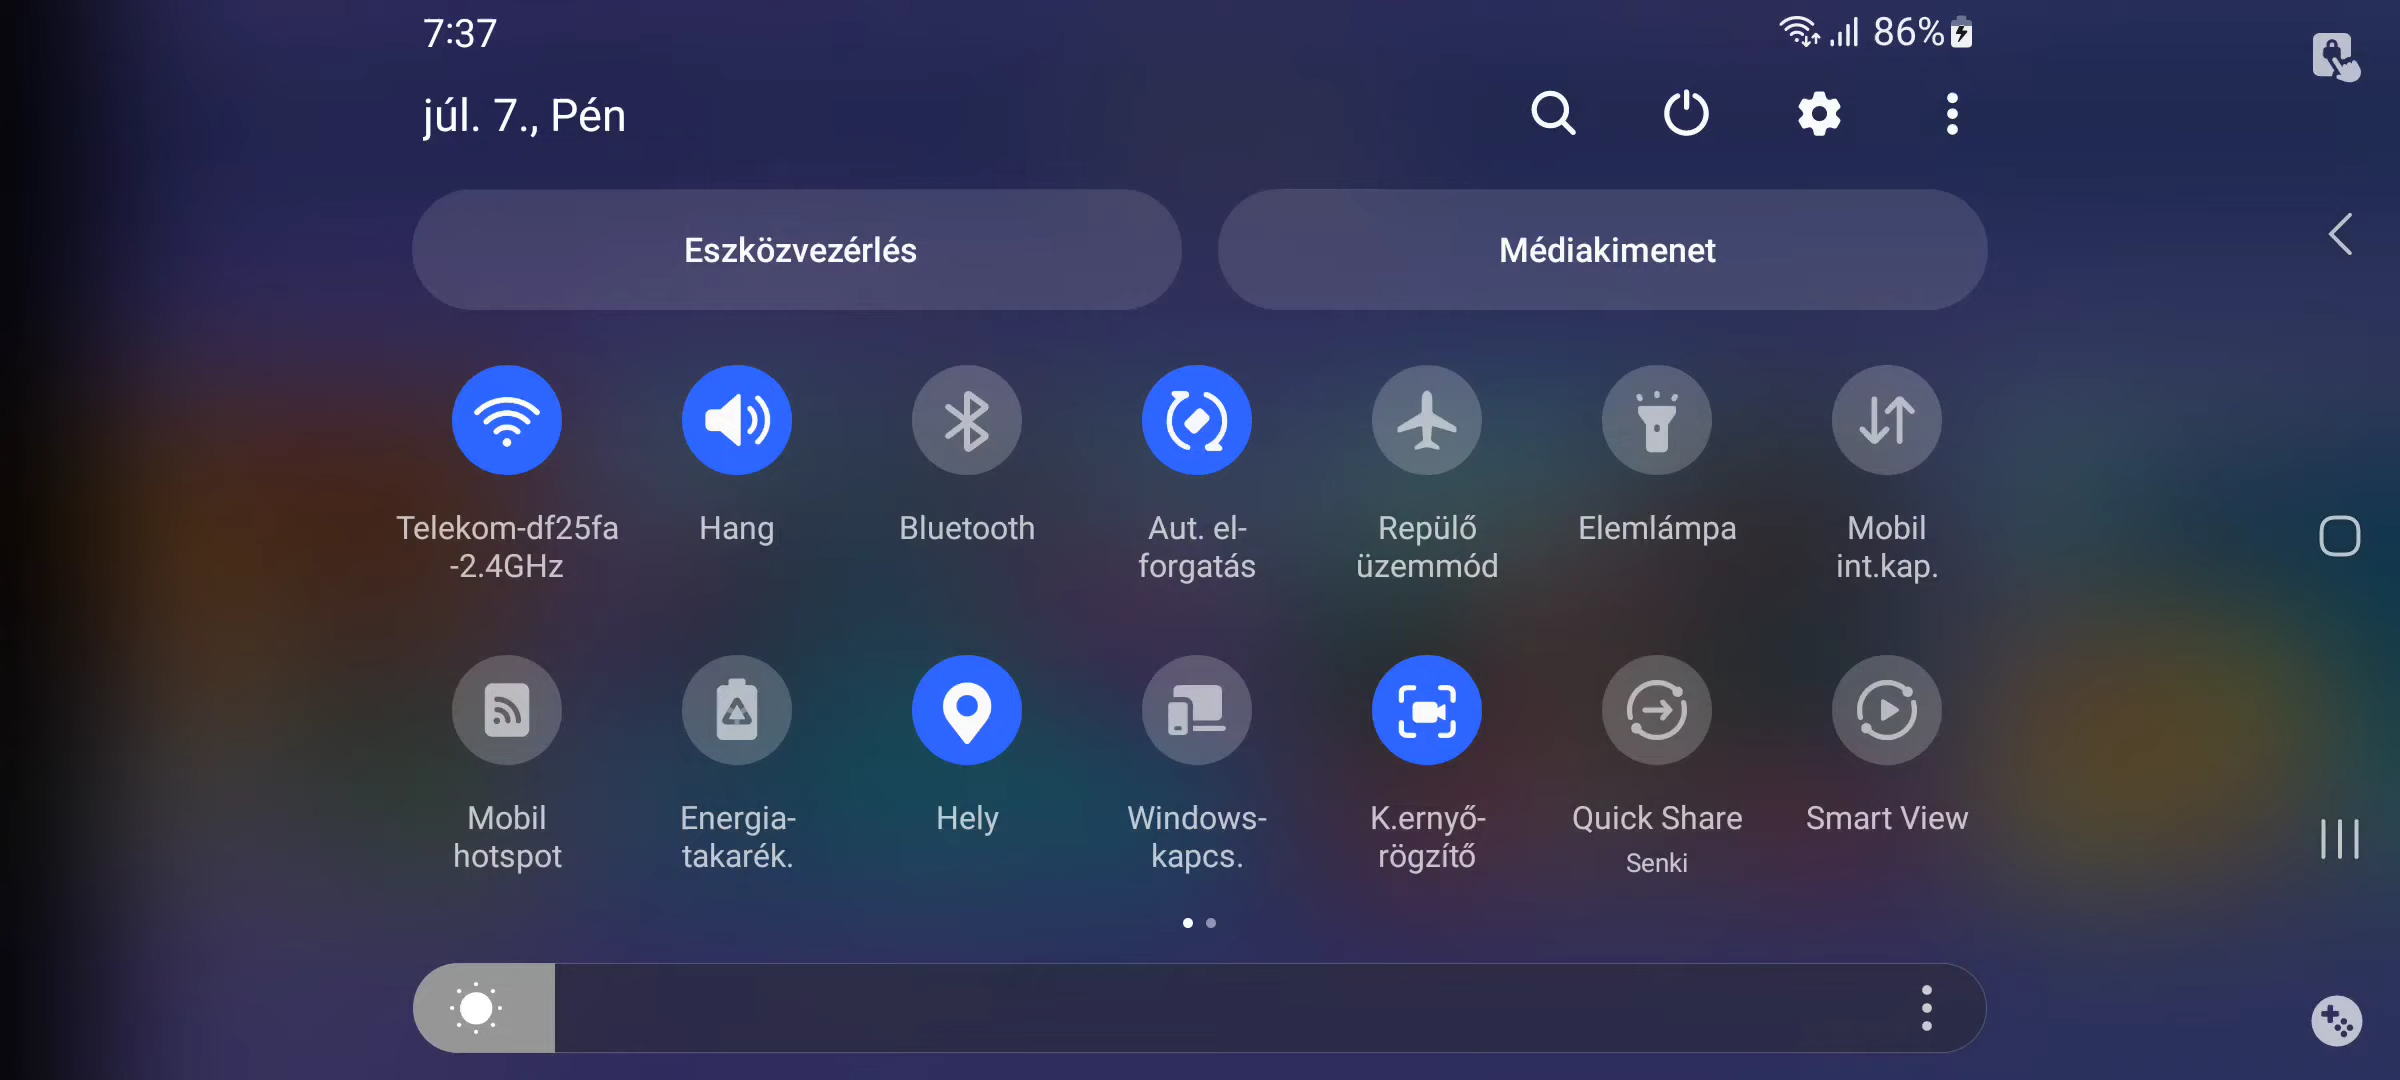 7:37
86%
júl. 7., Pén
Eszközvezérlés
Médiakimenet
Telekom-df25fa
-2.4GHz
Hang
Bluetooth
Aut. el-
forgatás
Repülő
üzemmód
Elemlámpa
Mobil
int.kap.
Mobil
hotspot
Energia-
takarék.
Hely
Windows-
kapcs.
K.ernyő-
rögzítő
Quick Share
Senki
Smart View